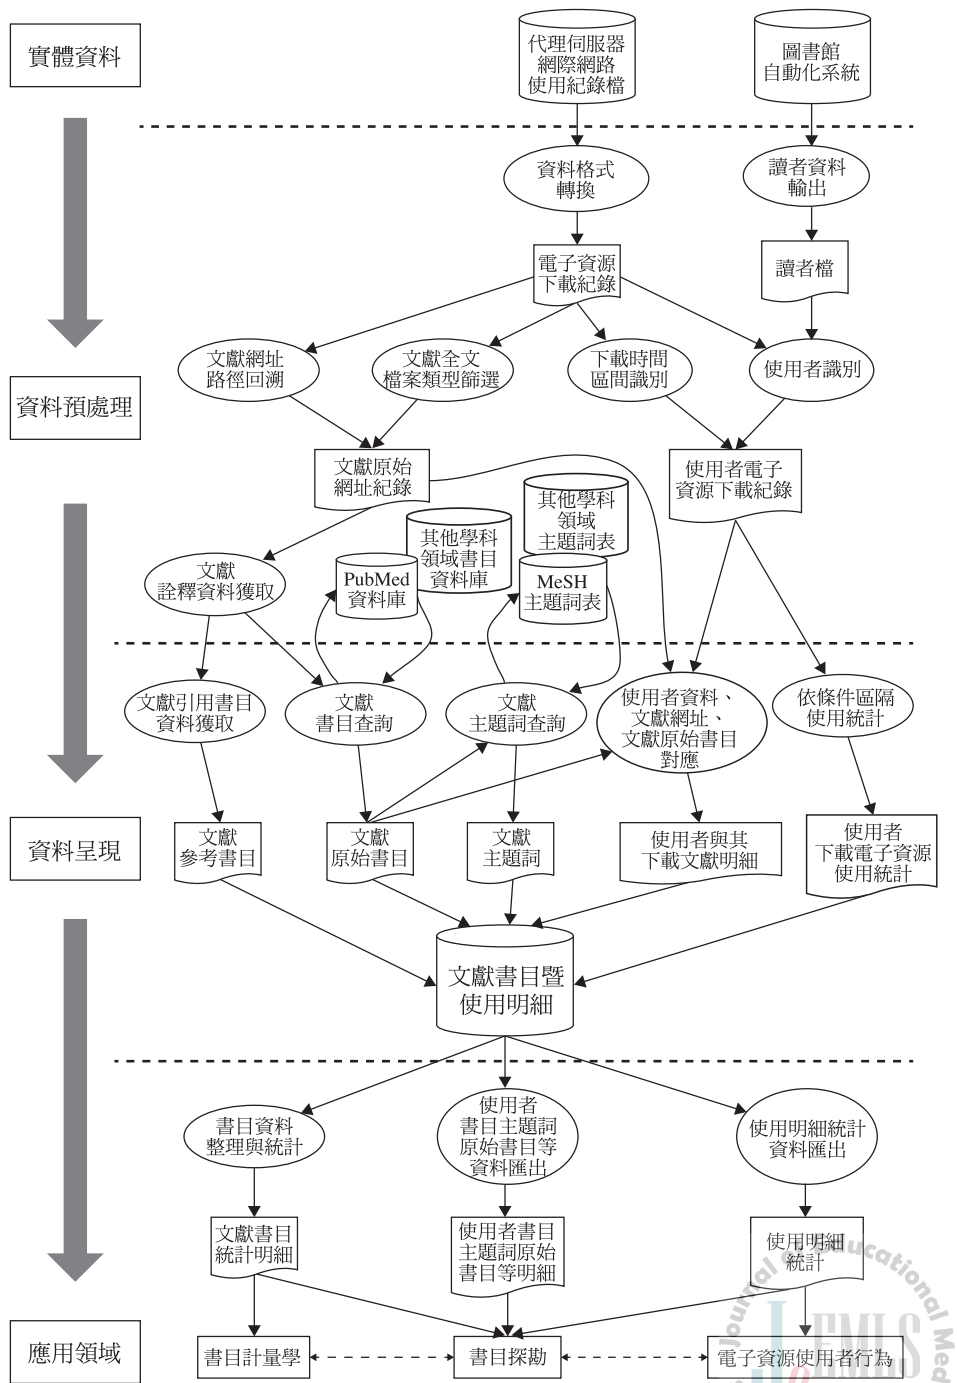 實體資料
代理伺服器
網際網路
使用紀錄檔
圖書館
自動化系統
資料格式
轉換
讀者資料
輸出
電子資源
下載紀錄
讀者檔
文獻網址
路徑回溯
文獻全文
檔案類型篩選
下載時間
區間識別
使用者識別
資料預處理
文獻原始
網址紀錄
使用者電子
資源下載紀錄
其他學科
領域
主題詞表
其他學科
領域書目
資料庫
文獻
詮釋資料獲取
PubMed
資料庫
MeSH
主題詞表
文獻引用書目
資料獲取
文獻
書目查詢
文獻
主題詞查詢
使用者資料、
文獻網址、
文獻原始書目
對應
依條件區隔
使用統計
資料呈現
文獻
參考書目
文獻
原始書目
文獻
主題詞
使用者與其
下載文獻明細
使用者
下載電子資源
使用統計
文獻書目暨
使用明細
書目資料
整理與統計
使用者
書目主題詞
原始書目等
資料匯出
使用明細統計
資料匯出
文獻書目
統計明細
使用者書目
主題詞原始
書目等明細
使用明細
統計
應用領域
書目計量學
書目探勘
電子資源使用者行為
Journal of Educational Med
JoEMLS